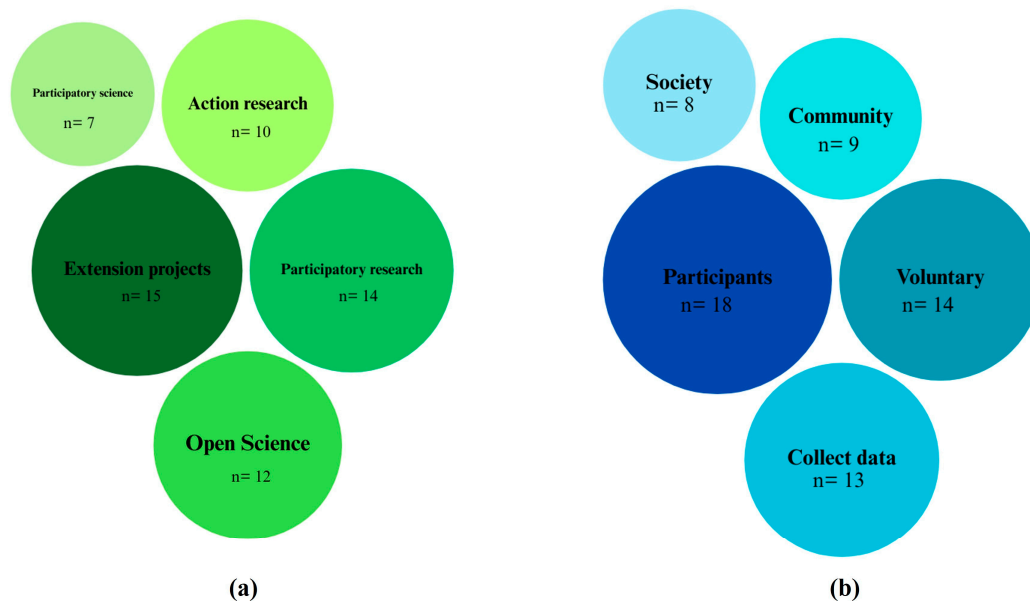 Participatory science
n= 7
Action research
n= 10
Extension projects
n= 15
Participatory research
n= 14
Open Science
n= 12
(a)
Society
n= 8
Community
n= 9
Participants
n= 18
Voluntary
n= 14
Collect data
n= 13
(b)